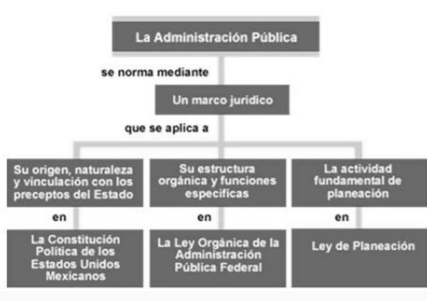 La Administración Pública
se norma mediante
Un marco jurídico
que se aplica a
Su origen, naturaleza
y vinculación con los
preceptos del Estado
Su estructura
orgánica y funciones
específicas
La actividad
fundamental de
planeación
en
en
en
La Constitución
Política de los
Estados Unidos
Mexicanos
La Ley Orgánica de la
Administración
Pública Federal
Ley de Planeación